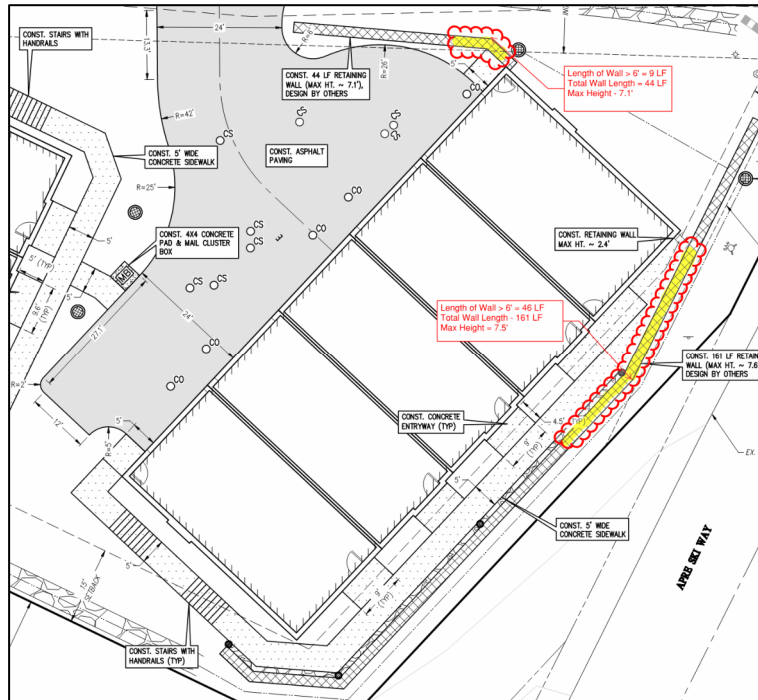 CONST. STAIRS WITH
HANDRAILS
13.3'
24'
R=6'
R=26'
5'
Length of Wall > 6' = 9 LF
Total Wall Length = 44 LF
Max Height - 7.1'
CONST. 44 LF RETAINING
WALL (MAX HT. ~ 7.1'),
DESIGN BY OTHERS
R=42'
CO
CS
CS
CS
CS
CONST. ASPHALT
PAVING
CONST. 5' WIDE
CONCRETE SIDEWALK
R=25'
CO
CONST. 4X4 CONCRETE
PAD & MAIL CLUSTER
BOX
CS
CS
CO
CONST. RETAINING WALL
MAX HT. ~ 2.4'
5' (TYP)
5'
MB
CS
CS
5'
9.6'
(TYP)
24'
27.1'
Length of Wall > 6' = 46 LF
Total Wall Length - 161 LF
Max Height = 7.5'
CO
CONST. 161 LF RETAIN
WALL (MAX HT. ~ 7.6
DESIGN BY OTHERS
R=2'
CO
12'
5'
R=5'
CONST. CONCRETE
ENTRYWAY (TYP)
4.5' (TYP)
9'
(TYP)
EX.
5'
CONST. 5' WIDE
CONCRETE SIDEWALK
APRE SKI WAY
5'
15'
SETBACK
9'
(TYP)
CONST. STAIRS WITH
HANDRAILS (TYP)